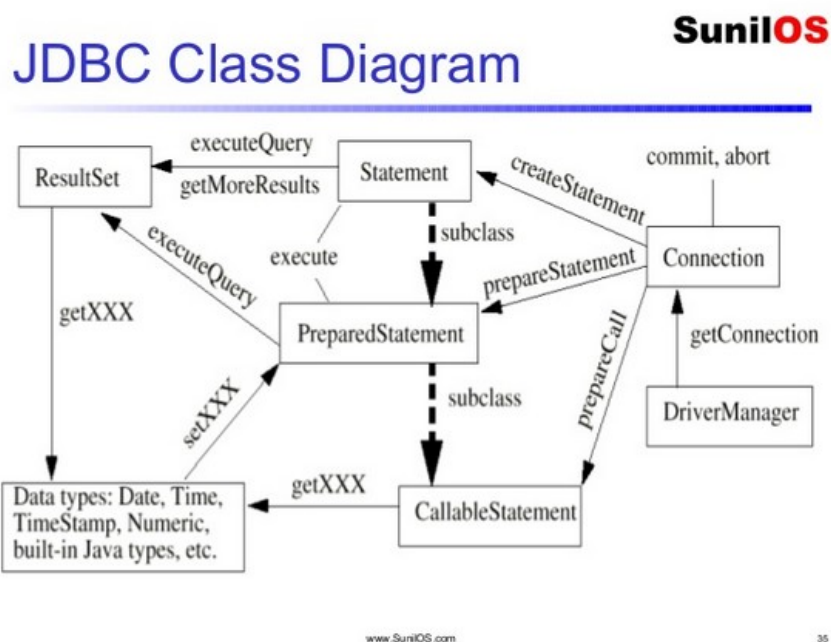 SunilOS
JDBC Class Diagram
executeQuery
getMoreResults
ResultSet
Statement
createStatement
commit, abort
subclass
execute
executeQuery
prepareStatement
Connection
getXXX
PreparedStatement
getConnection
prepareCall
setXXX
subclass
DriverManager
Data types: Date, Time,
TimeStamp, Numeric,
built-in Java types, etc.
getXXX
CallableStatement
www.SunilOS.com
35